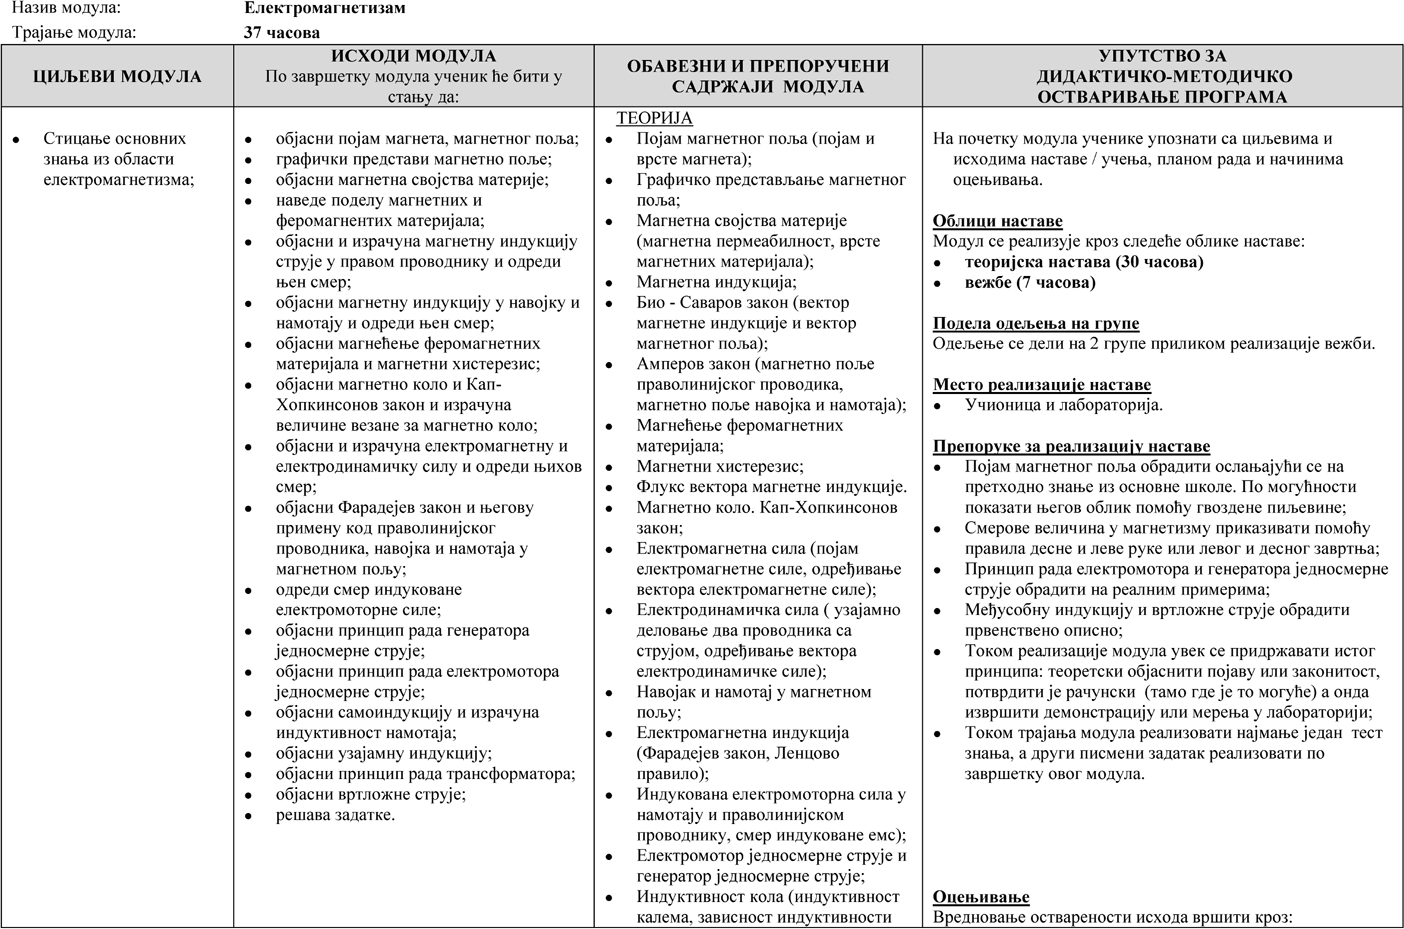 Назив модула: Електромагнетизам
Трајање модула: 37 часова
ЦИЉЕВИ МОДУЛА
ИСХОДИ МОДУЛА
По завршетку модула ученик ће бити у
стању да:
ОБАВЕЗНИ И ПРЕПОРУЧЕНИ
САДРЖАЈИ МОДУЛА
УПУТСТВО ЗА
ДИДАКТИЧКО-МЕТОДИЧКО
ОСТВАРИВАЊЕ ПРОГРАМА
● Стицање основних
знања из области
електромагнетизма;
● објасни појам магнета, магнетног поља;
● графички представи магнетно поље;
● објасни магнетна својства материје;
● наведе поделу магнетних и
феромагнентих материјала;
● објасни и израчуна магнетну индукцију
струје у правом проводнику и одреди
њен смер;
● објасни магнетну индукцију у навојку и
намотају и одреди њен смер;
● објасни магнећење феромагнетних
материјала и магнетни хистерезис;
● објасни магнетно коло и Кап-
Хопкинсонов закон и израчуна
величине везане за магнетно коло;
● објасни и израчуна електромагнетну и
електродинамичку силу и одреди њихов
смер;
● објасни Фарадејев закон и његову
примену код праволинијског
проводника, навојка и намотаја у
магнетном пољу;
● одреди смер индуковане
електромоторне силе;
● објасни принцип рада генератора
једносмерне струје;
● објасни принцип рада електромотора
једносмерне струје;
● објасни самоиндукцију и израчуна
индуктивност намотаја;
● објасни узајамну индукцију;
● објасни принцип рада трансформатора;
● објасни вртложне струје;
● решава задатке.
ТЕОРИЈА
● Појам магнетног поља (појам и
врсте магнета);
● Графичко представљање магнетног
поља;
● Магнетна својства материје
(магнетна пермеабилност, врсте
магнетних материјала);
● Магнетна индукција;
● Био - Саваров закон (вектор
магнетне индукције и вектор
магнетног поља);
● Амперов закон (магнетно поље
праволинијског проводика,
магнетно поље навојка и намотаја);
● Магнећење феромагнетних
материјала;
● Магнетни хистерезис;
● Флукс вектора магнетне индукције.
● Магнетно коло. Кап-Хопкинсонов
закон;
● Електромагнетна сила (појам
електромагнетне силе, одређивање
вектора електромагнетне силе);
● Електродинамичка сила ( узајамно
деловање два проводника са
струјом, одређивање вектора
електродинамичке силе);
● Навојак и намотај у магнетном
пољу;
● Електромагнетна индукција
(Фарадејев закон, Ленцово
правило);
● Индукована електромоторна сила у
намотају и праволинијском
проводнику, смер индуковане емс);
● Електромотор једносмерне струје и
генератор једносмерне струје;
● Индуктивност кола (индуктивност
калема, зависност индуктивности
На почетку модула ученике упознати са циљевима и
исходима наставе / учења, планом рада и начинима
оцењивања.
Облици наставе
Модул се реализује кроз следеће облике наставе:
● теоријска настава (30 часова)
● вежбе (7 часова)
Подела одељења на групе
Одељење се дели на 2 групе приликом реализације вежби.
Место реализације наставе
● Учионица и лабораторија.
Препоруке за реализацију наставе
● Појам магнетног поља обрадити ослањајући се на
претходно знање из основне школе. По могућности
показати његов облик помоћу гвоздене пиљевине;
● Смерове величина у магнетизму приказивати помоћу
правила десне и леве руке или левог и десног завртња;
● Принцип рада електромотора и генератора једносмерне
струје обрадити на реалним примерима;
● Међусобну индукцију и вртложне струје обрадити
првенствено описно;
● Током реализације модула увек се придржавати истог
принципа: теоретски објаснити појаву или законитост,
потврдити је рачунски (тамо где је то могуће) а онда
извршити демонстрацију или мерења у лабораторији;
● Током трајања модула реализовати најмање један тест
знања, а други писмени задатак реализовати по
завршетку овог модула.
Оцењивање
Вредновање остварености исхода вршити кроз: